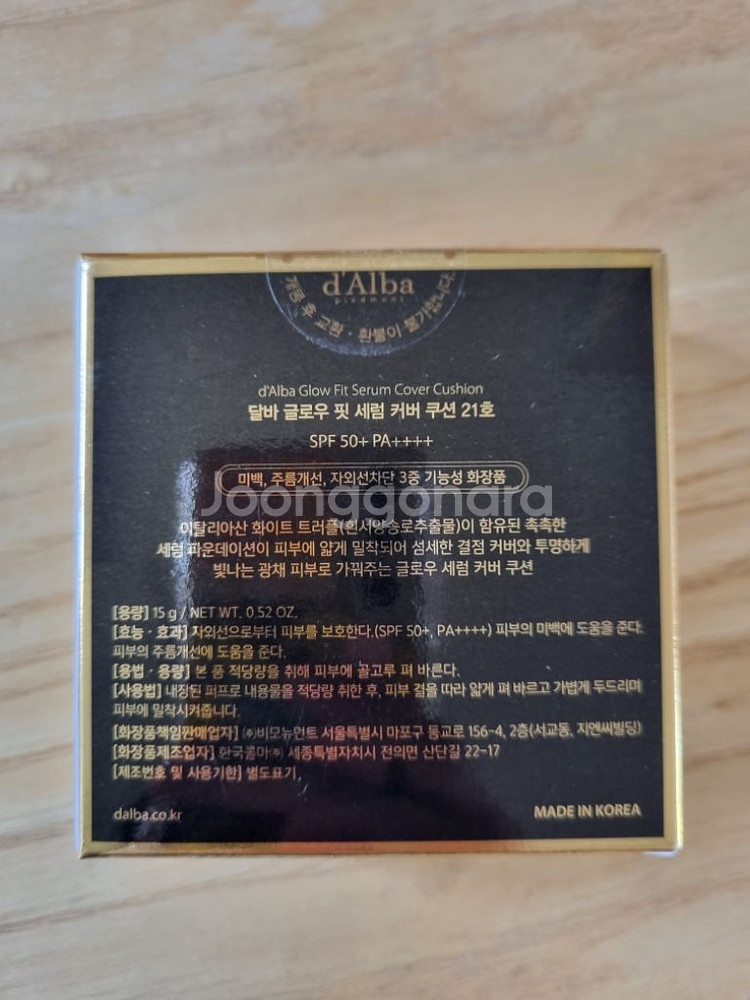 d'Alba
piedmont
개봉 후 교환·환불이 불가합니다.
d'Alba Glow Fit Serum Cover Cushion
달바 글로우 핏 세럼 커버 쿠션 21호
SPF 50+ PA++++
미백, 주름개선, 자외선차단 3중 기능성 화장품
Joonggonara
이탈리아산 화이트 트러플(흰서양송로추출물)이 함유된 촉촉한
세럼 파운데이션이 피부에 얇게 밀착되어 섬세한 결점 커버와 투명하게
빛나는 광채 피부로 가꿔주는 글로우 세럼 커버 쿠션
[용량] 15 g / NET WT. 0.52 OZ.
[효능·효과] 자외선으로부터 피부를 보호한다.(SPF 50+, PA++++) 피부의 미백에 도움을 준다.
피부의 주름개선에 도움을 준다.
[용법·용량] 본 품 적당량을 취해 피부에 골고루 펴 바른다.
[사용법] 내장된 퍼프로 내용물을 적당량 취한 후, 피부 결을 따라 얇게 펴 바르고 가볍게 두드리며
피부에 밀착시켜줍니다.
[화장품책임판매업자] ㈜비모뉴먼트 서울특별시 마포구 동교로 156-4, 2층(서교동, 지엔씨빌딩)
[화장품제조업자] 한국콜마㈜ 세종특별자치시 전의면 산단길 22-17
[제조번호 및 사용기한] 별도표기.
dalba.co.kr
MADE IN KOREA